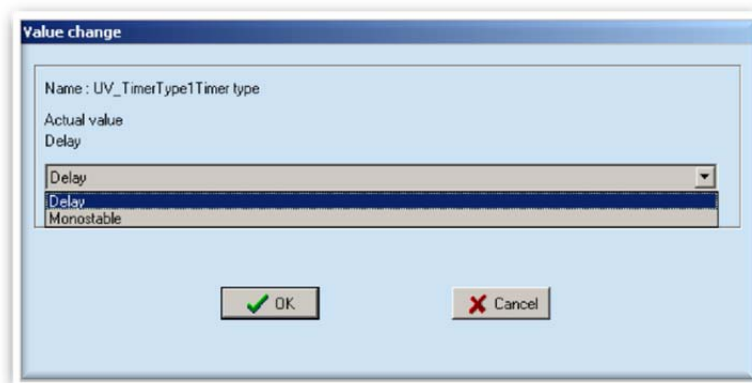 Value change
Name : UV_TimerType1Timer type
Actual value
Delay
Delay
Delay
Monostable
OK
Cancel